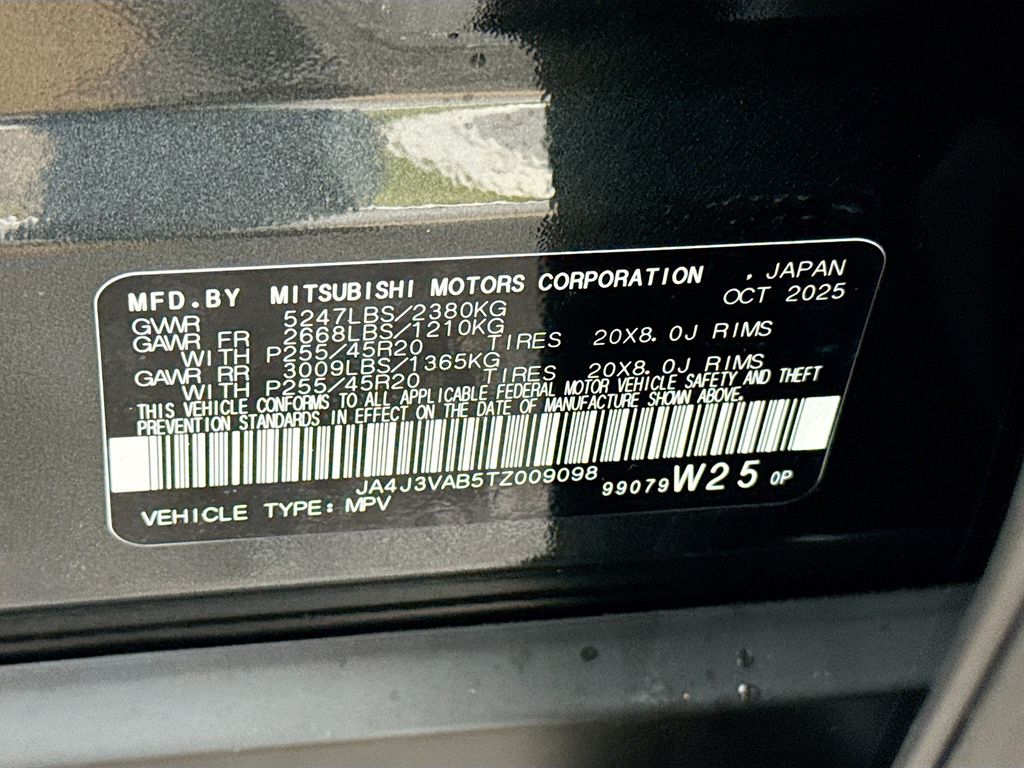 MFD.BY MITSUBISHI MOTORS CORPORATION , JAPAN
GVWR 5247LBS/2380KG OCT 2025
GAWR FR 2668LBS/1210KG
WITH P255/45R20 TIRES 20X8.0J RIMS
GAWR RR 3009LBS/1365KG
WITH P255/45R20 TIRES 20X8.0J RIMS
THIS VEHICLE CONFORMS TO ALL APPLICABLE FEDERAL MOTOR VEHICLE SAFETY AND THEFT
PREVENTION STANDARDS IN EFFECT ON THE DATE OF MANUFACTURE SHOWN ABOVE.
JA4J3VAB5TZ009098 99079 W25 OP
VEHICLE TYPE: MPV